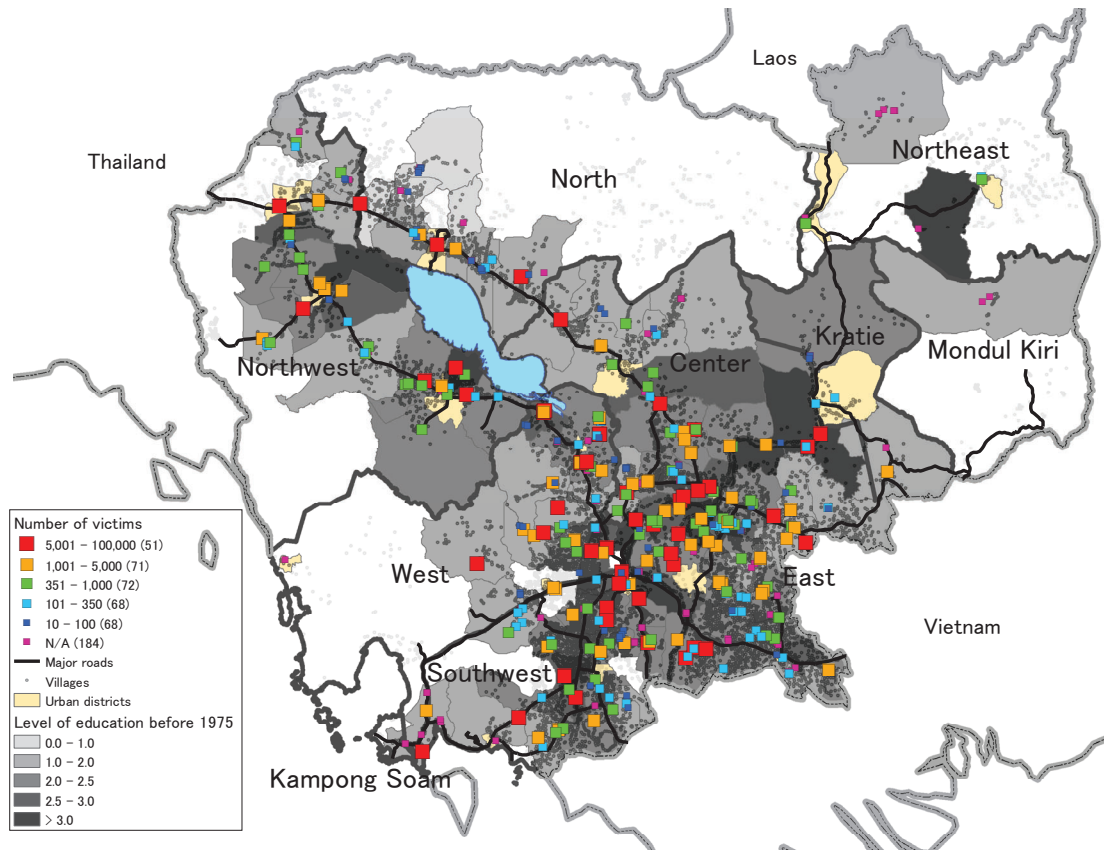 Laos
Thailand
Northeast
North
Kratie
Mondul Kiri
Northwest
Center
West
East
Vietnam
Southwest
Kampong Soam
Number of victims
5,001 - 100,000 (51)
1,001 - 5,000 (71)
351 - 1,000 (72)
101 - 350 (68)
10 - 100 (68)
N/A (184)
Major roads
Villages
Urban districts
Level of education before 1975
0.0 - 1.0
1.0 - 2.0
2.0 - 2.5
2.5 - 3.0
> 3.0